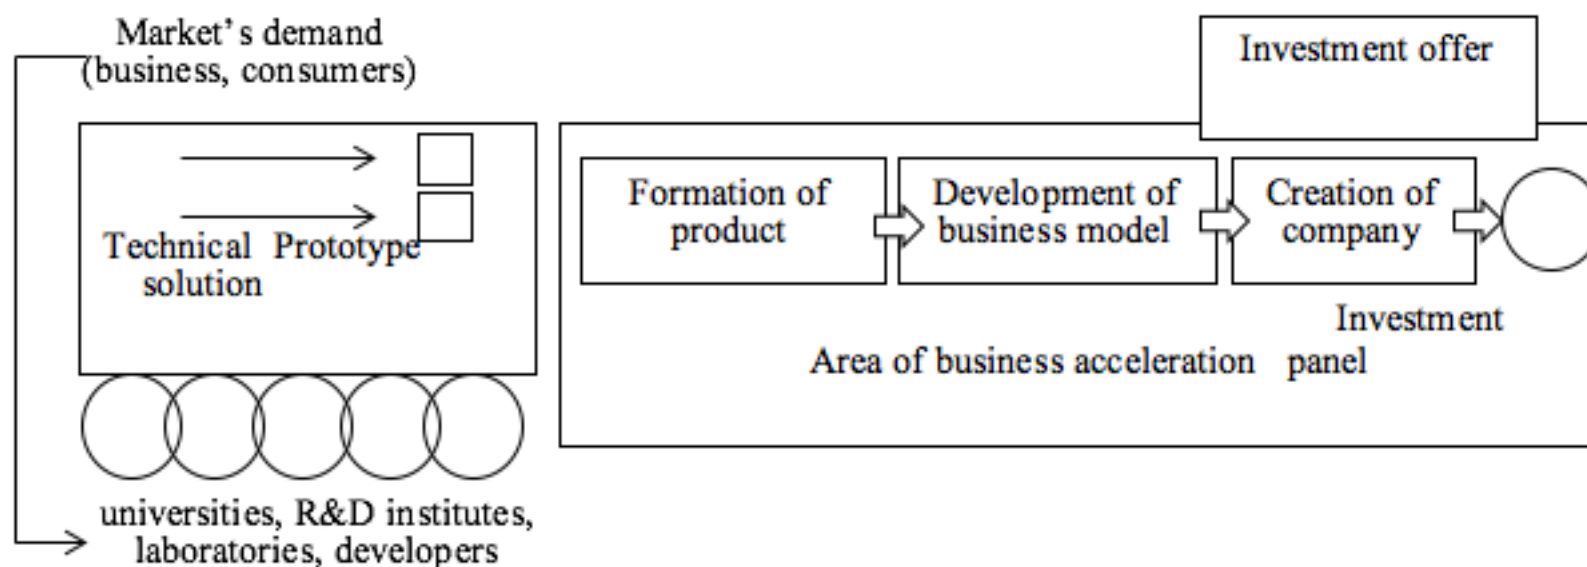 Market’s demand
(business, consumers)
Investment offer
Technical Prototype
solution
Formation of
product
Development of
business model
Creation of
company
Investment
Area of business acceleration panel
universities, R&D institutes,
laboratories, developers